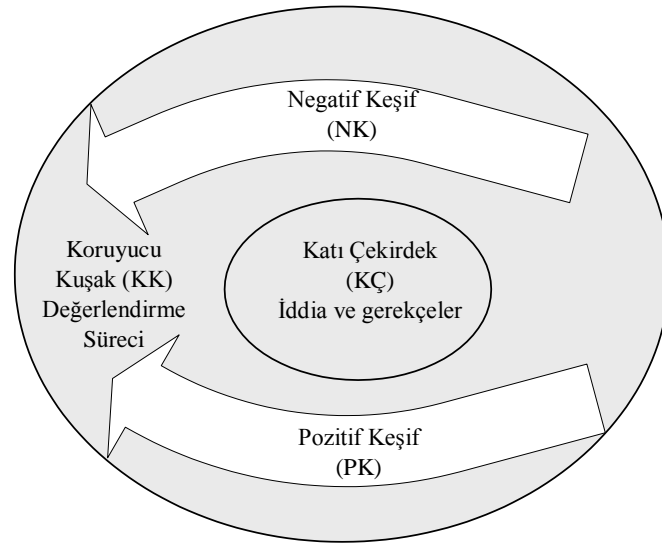 Negatif Keşif
(NK)
Koruyucu
Kuşak (KK)
Değerlendirme
Süreci
Katı Çekirdek
(KÇ)
İddia ve gerekçeler
Pozitif Keşif
(PK)